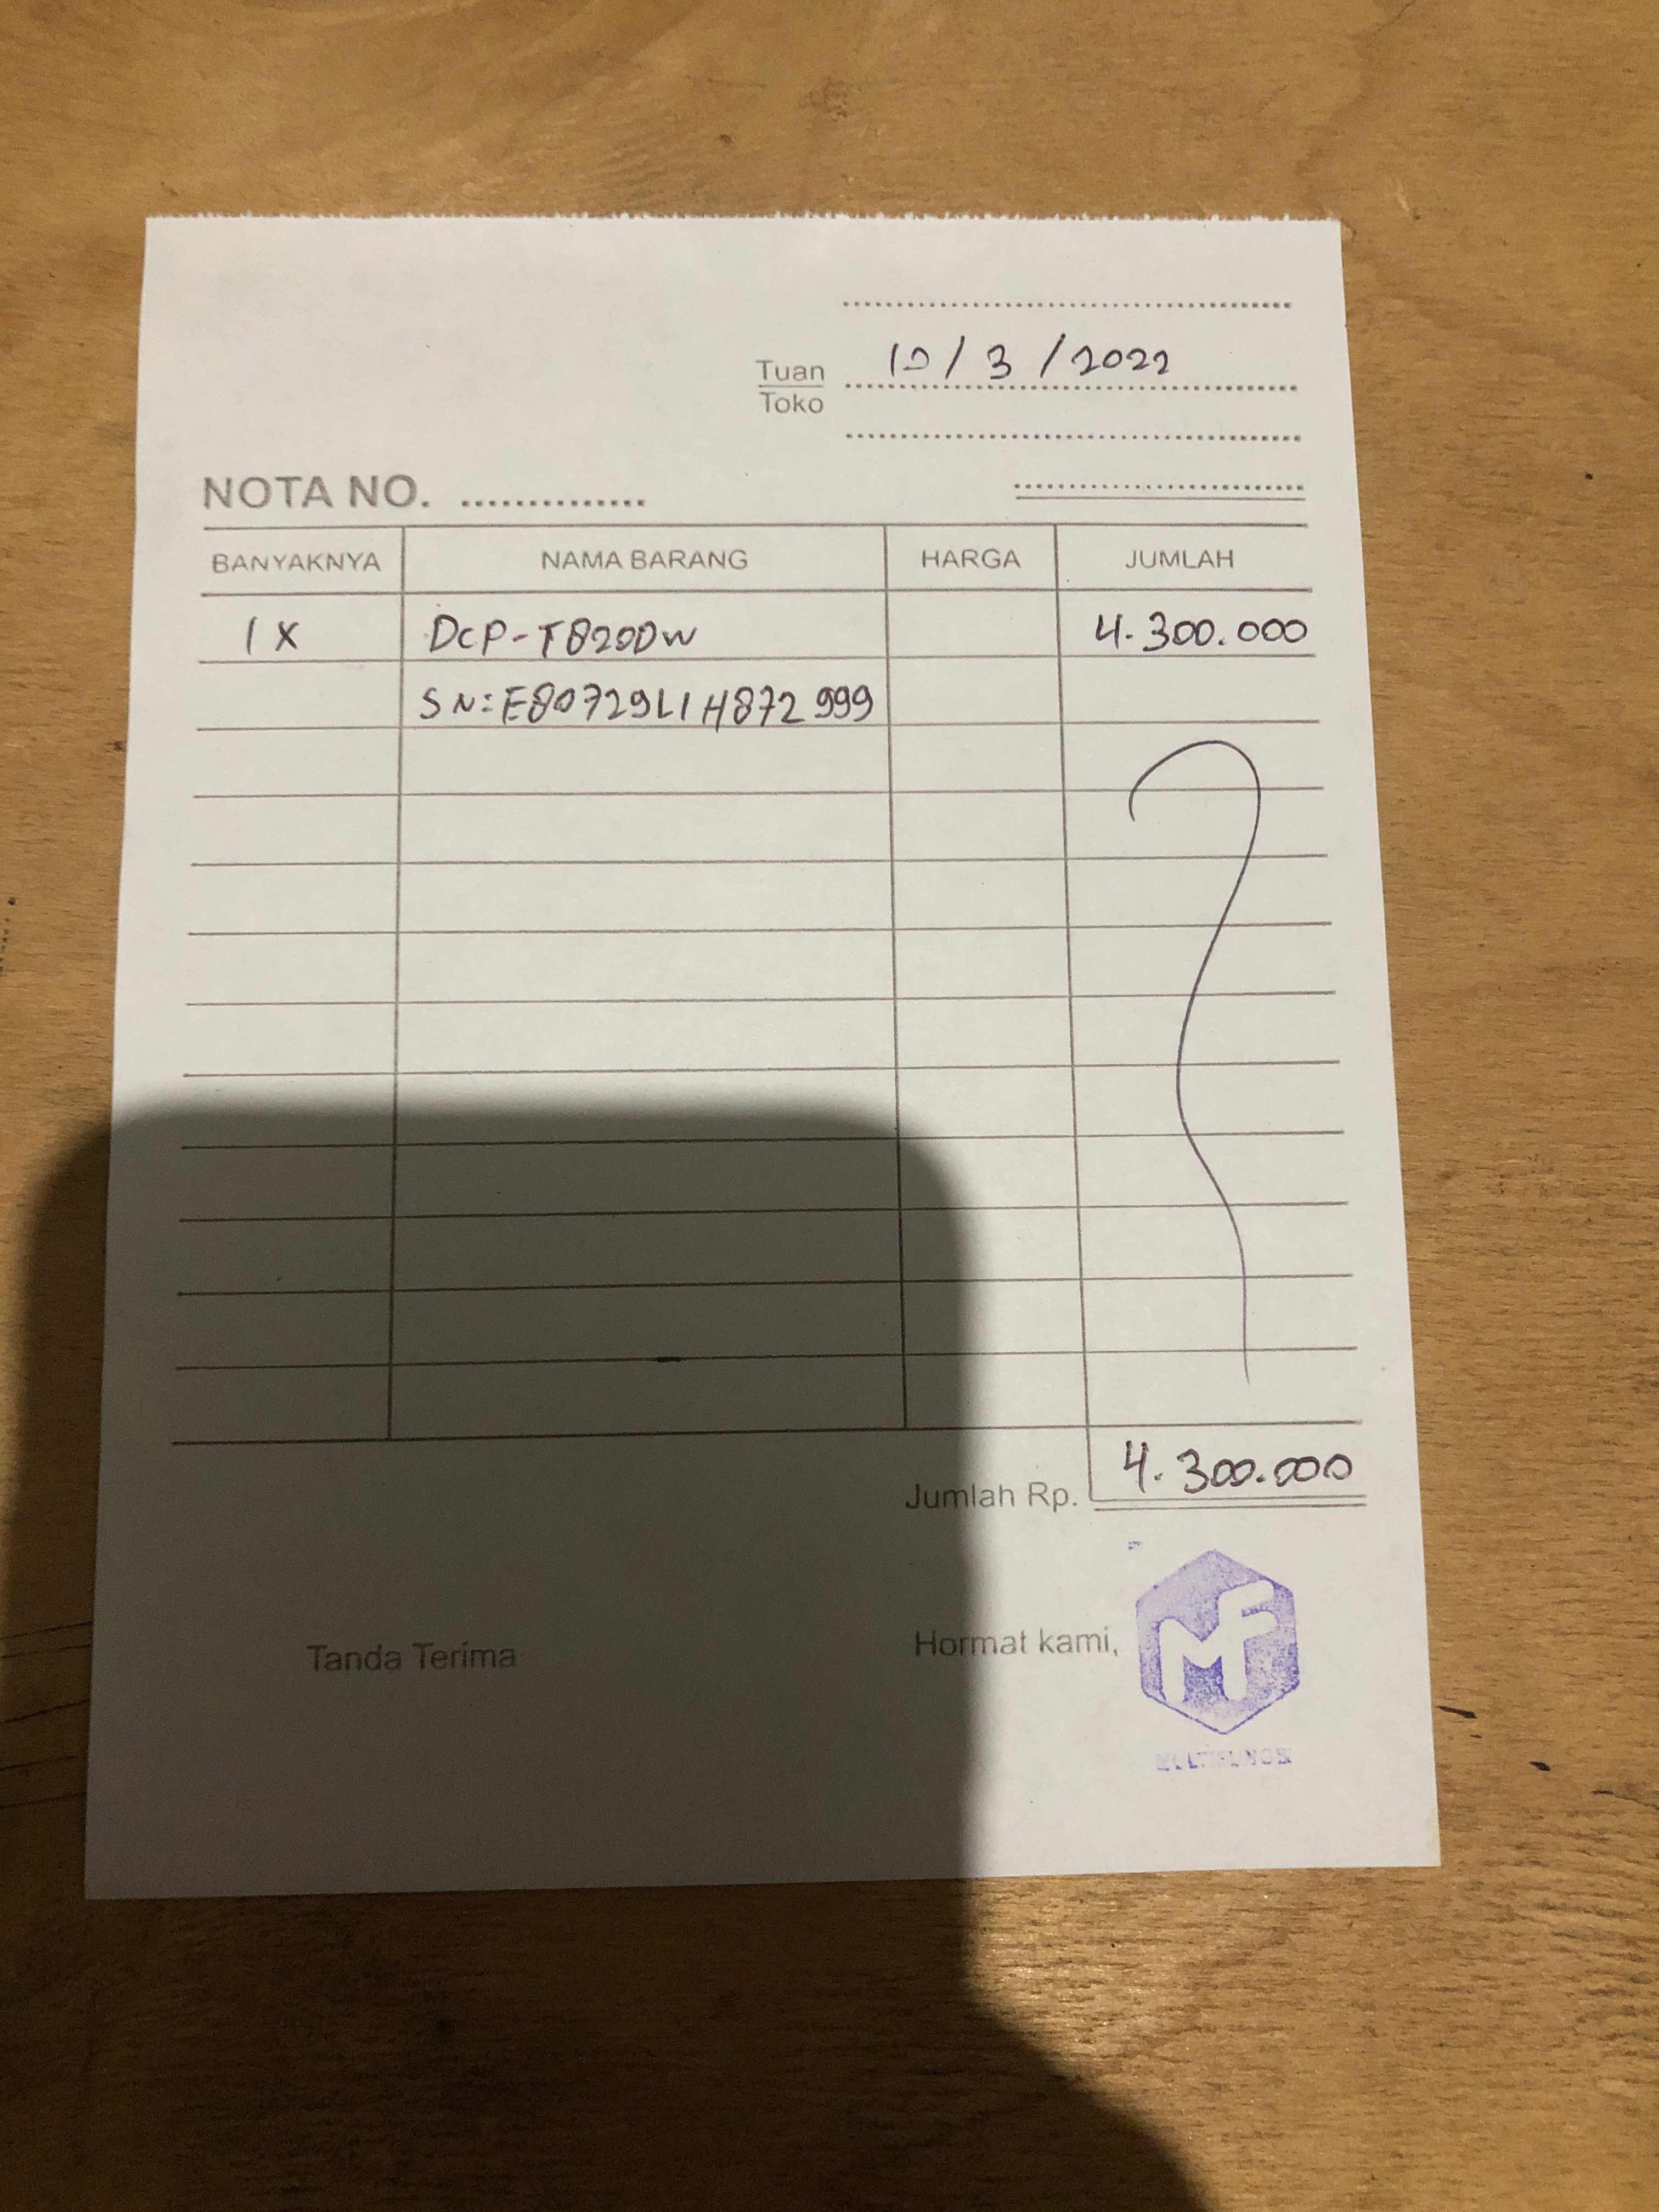 Tuan
Toko
10/3/2022
NOTA NO.
BANYAKNYA NAMA BARANG HARGA JUMLAH
1 X DCP-T820DW 4.300.000
SN:E80729L1H872999
Jumlah Rp. 4.300.000
Tanda Terima Hormat kami,
MF